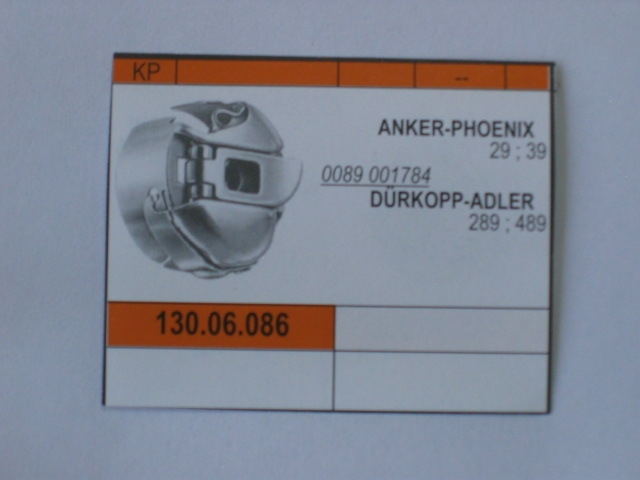 KP
--
ANKER-PHOENIX
29 ; 39
0089 001784
DÜRKOPP-ADLER
289 ; 489
130.06.086